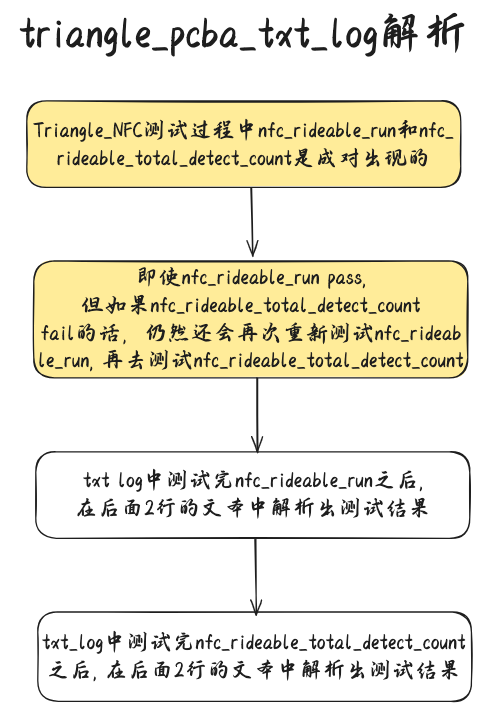 triangle_pcba_txt_log解析
Triangle_NFC测试过程中nfc_rideable_run和nfc_
rideable_total_detect_count是成对出现的
即使nfc_rideable_run pass,
但如果nfc_rideable_total_detect_count
fail的话， 仍然还会再次重新测试nfc_rideab
le_run, 再去测试nfc_rideable_total_detect_count
txt log中测试完nfc_rideable_run之后,
在后面2行的文本中解析出测试结果
txt_log中测试完nfc_rideable_total_detect_count
之后, 在后面2行的文本中解析出测试结果